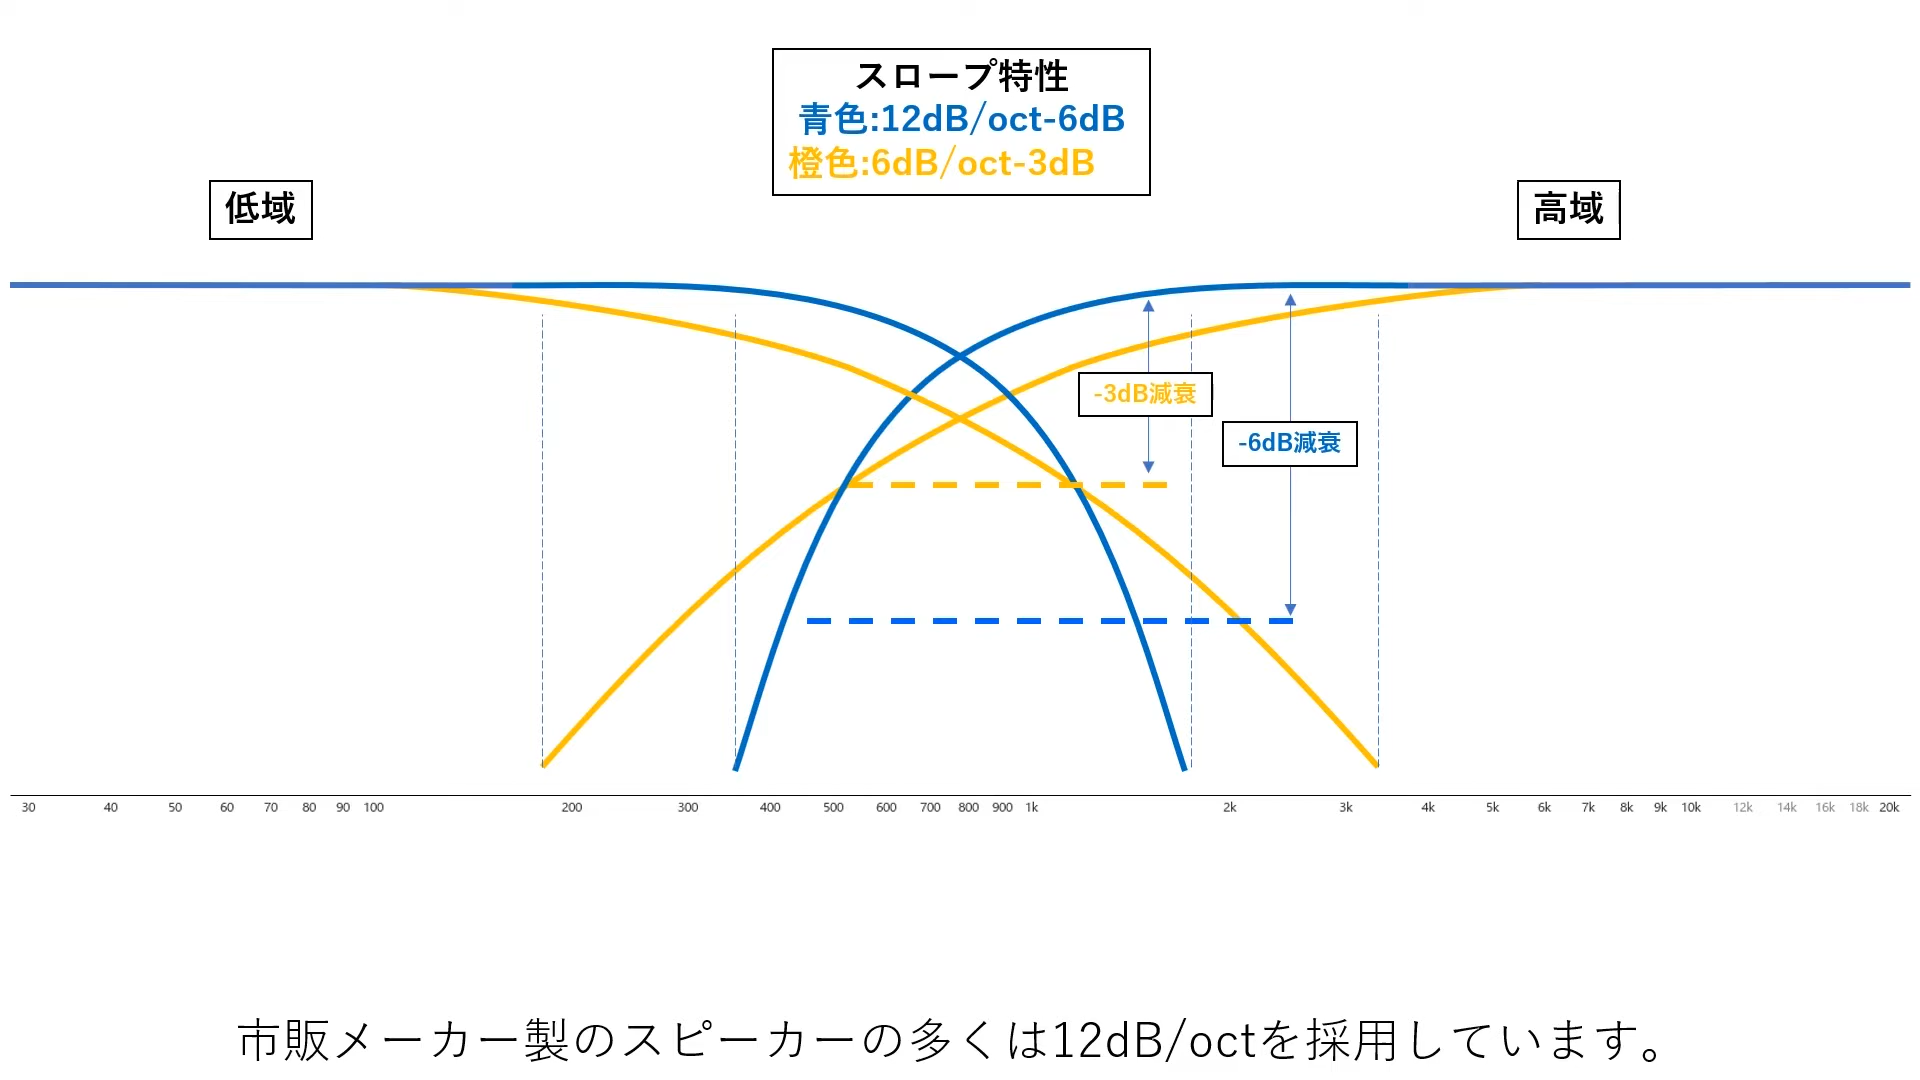 スロープ特性
青色:12dB/oct-6dB
橙色:6dB/oct-3dB
低域
高域
-3dB減衰
-6dB減衰
30 40 50 60 70 80 90 100 200 300 400 500 600 700 800 900 1k 2k 3k 4k 5k 6k 7k 8k 9k 10k 12k 14k 16k 18k 20k
市販メーカー製のスピーカーの多くは12dB/octを採用しています。